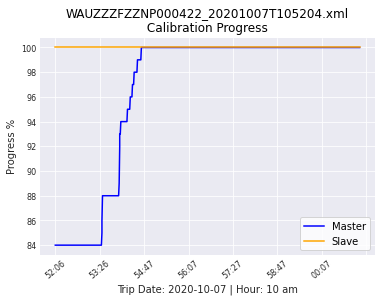 WAUZZZFZZNP000422_20201007T105204.xml
Calibration Progress
Progress %
100
98
96
94
92
90
88
86
84
52:06
53:26
54:47
56:07
57:27
58:47
00:07
Master
Slave
Trip Date: 2020-10-07 | Hour: 10 am